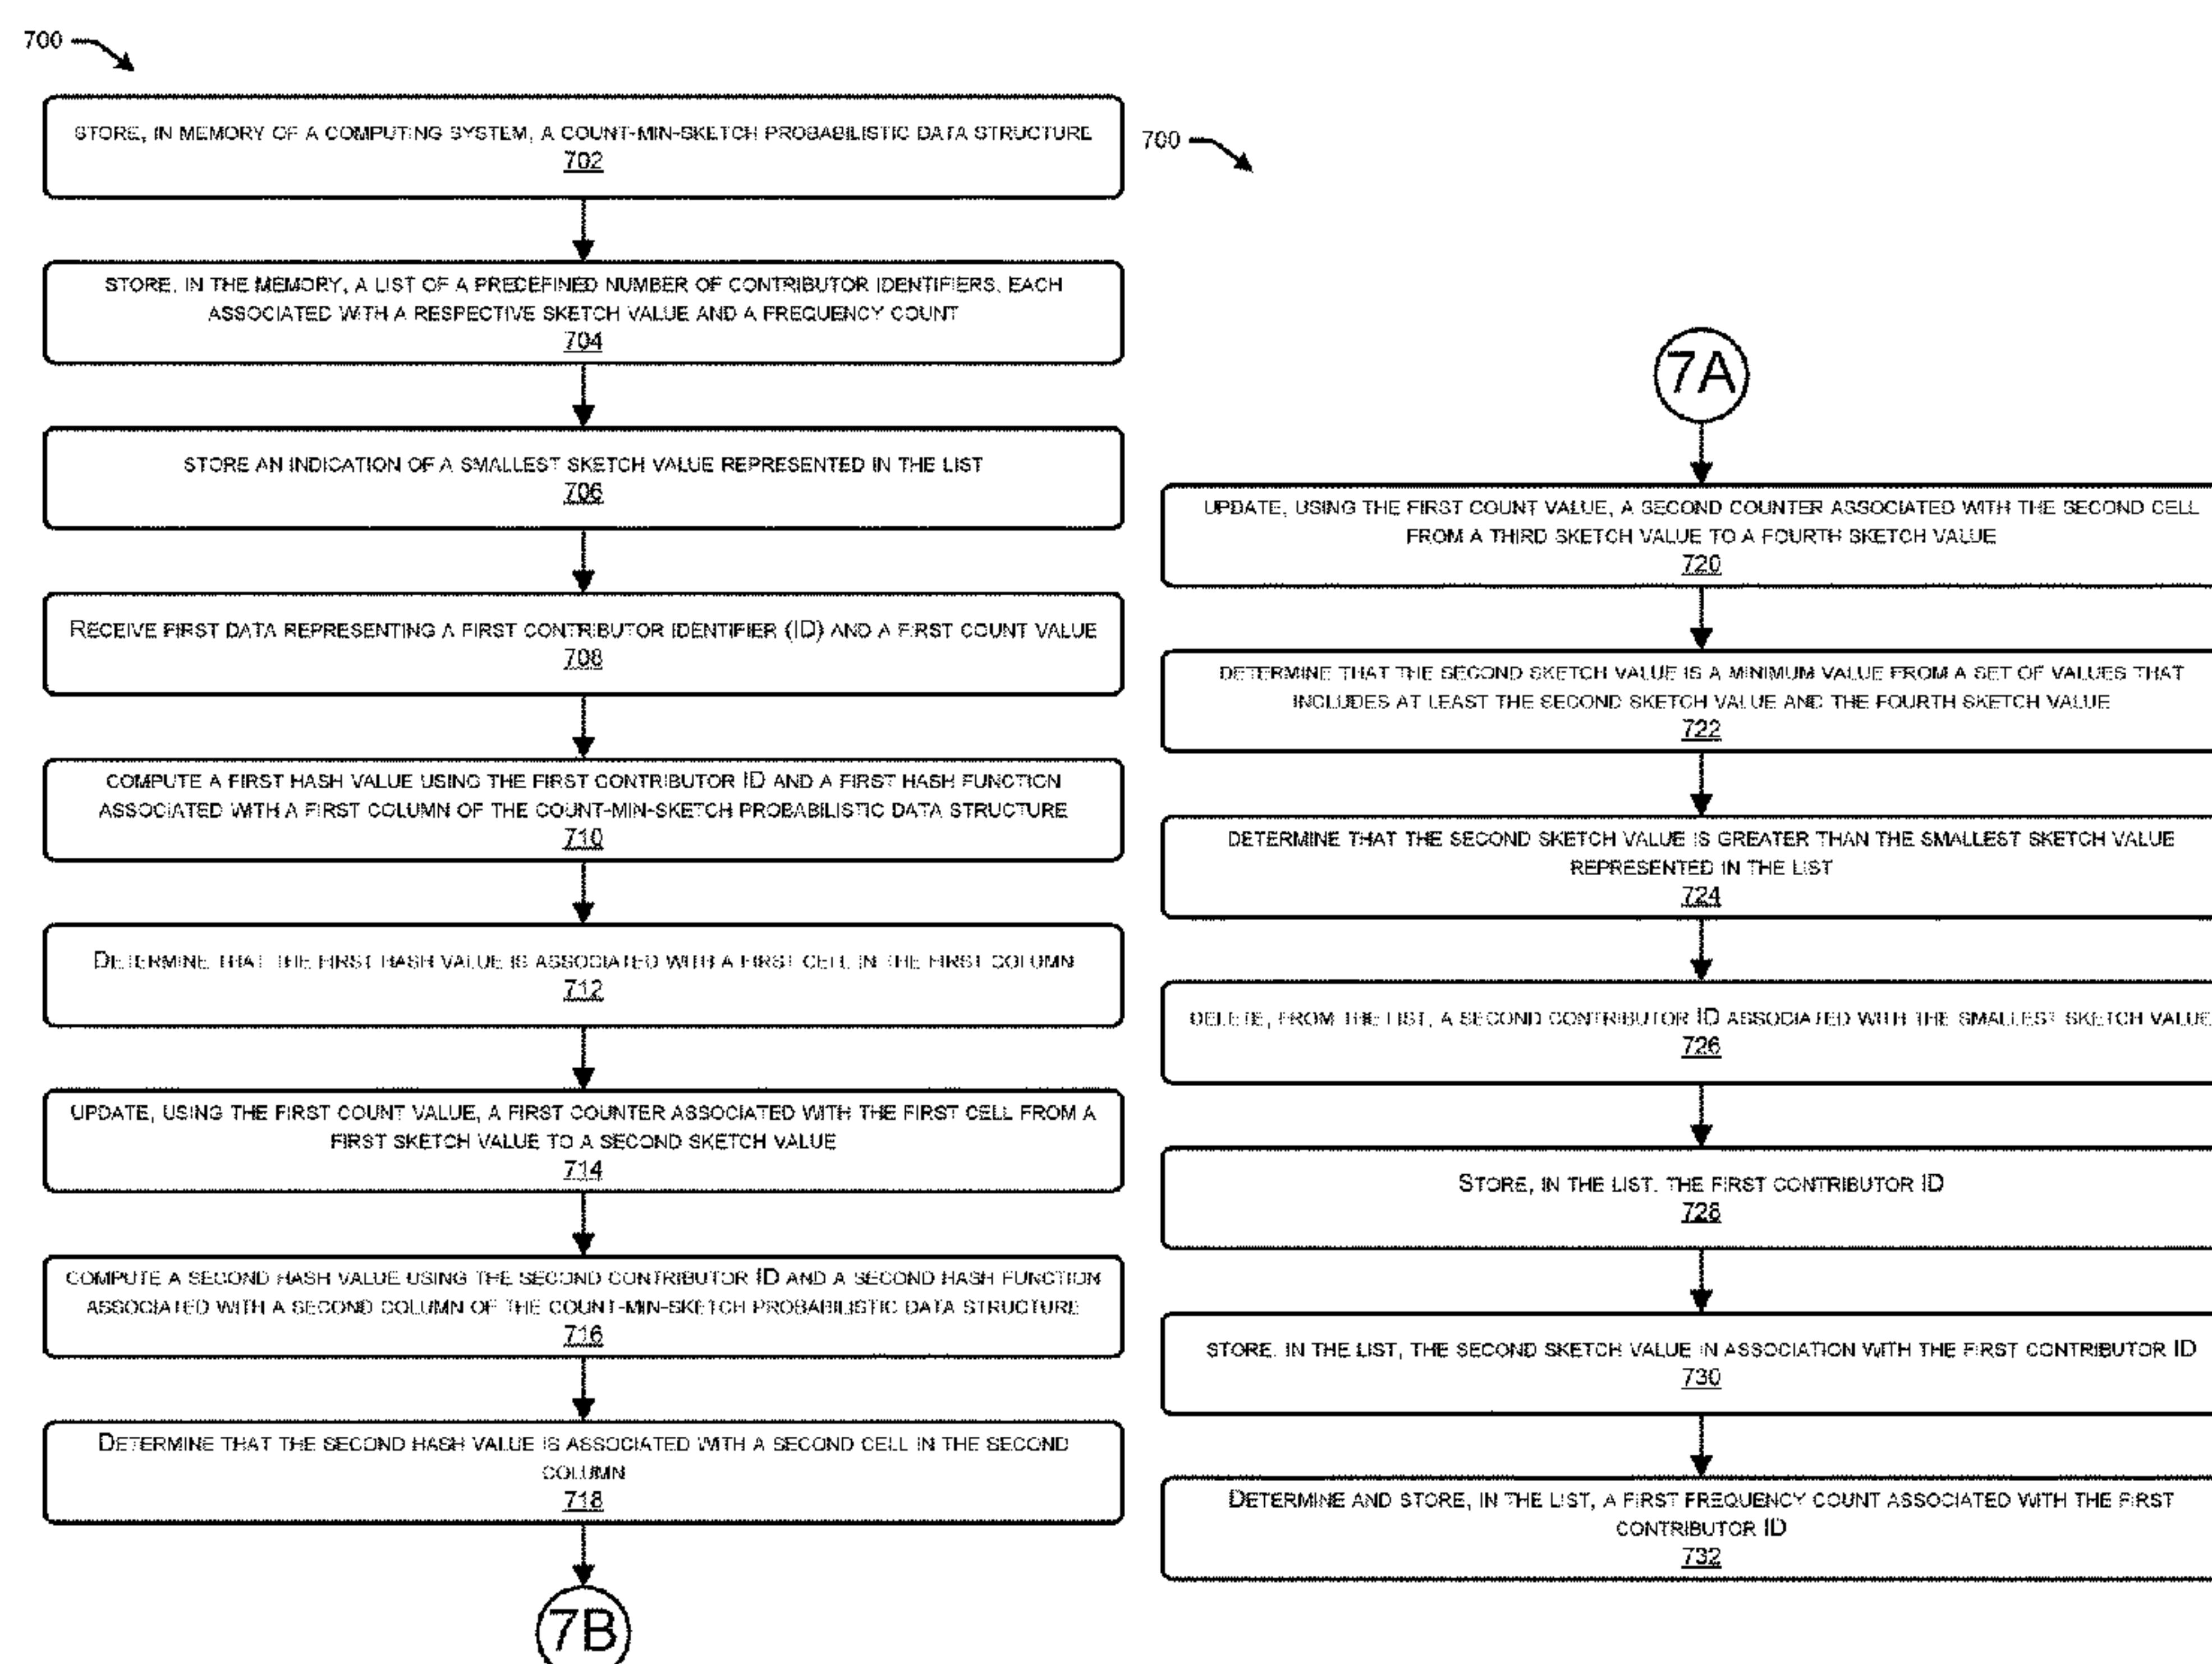 700
STORE, IN MEMORY OF A COMPUTING SYSTEM, A COUNT-MIN-SKETCH PROBABILISTIC DATA STRUCTURE
702
STORE, IN THE MEMORY, A LIST OF A PREDEFINED NUMBER OF CONTRIBUTOR IDENTIFIERS, EACH
ASSOCIATED WITH A RESPECTIVE SKETCH VALUE AND A FREQUENCY COUNT
704
STORE AN INDICATION OF A SMALLEST SKETCH VALUE REPRESENTED IN THE LIST
706
RECEIVE FIRST DATA REPRESENTING A FIRST CONTRIBUTOR IDENTIFIER (ID) AND A FIRST COUNT VALUE
708
COMPUTE A FIRST HASH VALUE USING THE FIRST CONTRIBUTOR ID AND A FIRST HASH FUNCTION
ASSOCIATED WITH A FIRST COLUMN OF THE COUNT-MIN-SKETCH PROBABILISTIC DATA STRUCTURE
710
DETERMINE THAT THE FIRST HASH VALUE IS ASSOCIATED WITH A FIRST CELL IN THE FIRST COLUMN
712
UPDATE, USING THE FIRST COUNT VALUE, A FIRST COUNTER ASSOCIATED WITH THE FIRST CELL FROM A
FIRST SKETCH VALUE TO A SECOND SKETCH VALUE
714
COMPUTE A SECOND HASH VALUE USING THE SECOND CONTRIBUTOR ID AND A SECOND HASH FUNCTION
ASSOCIATED WITH A SECOND COLUMN OF THE COUNT-MIN-SKETCH PROBABILISTIC DATA STRUCTURE
716
DETERMINE THAT THE SECOND HASH VALUE IS ASSOCIATED WITH A SECOND CELL IN THE SECOND
COLUMN
718
7B
700
7A
UPDATE, USING THE FIRST COUNT VALUE, A SECOND COUNTER ASSOCIATED WITH THE SECOND CELL
FROM A THIRD SKETCH VALUE TO A FOURTH SKETCH VALUE
720
DETERMINE THAT THE SECOND SKETCH VALUE IS A MINIMUM VALUE FROM A SET OF VALUES THAT
INCLUDES AT LEAST THE SECOND SKETCH VALUE AND THE FOURTH SKETCH VALUE
722
DETERMINE THAT THE SECOND SKETCH VALUE IS GREATER THAN THE SMALLEST SKETCH VALUE
REPRESENTED IN THE LIST
724
DELETE, FROM THE LIST, A SECOND CONTRIBUTOR ID ASSOCIATED WITH THE SMALLEST SKETCH VALUE
726
STORE, IN THE LIST, THE FIRST CONTRIBUTOR ID
728
STORE, IN THE LIST, THE SECOND SKETCH VALUE IN ASSOCIATION WITH THE FIRST CONTRIBUTOR ID
730
DETERMINE AND STORE, IN THE LIST, A FIRST FREQUENCY COUNT ASSOCIATED WITH THE FIRST
CONTRIBUTOR ID
732